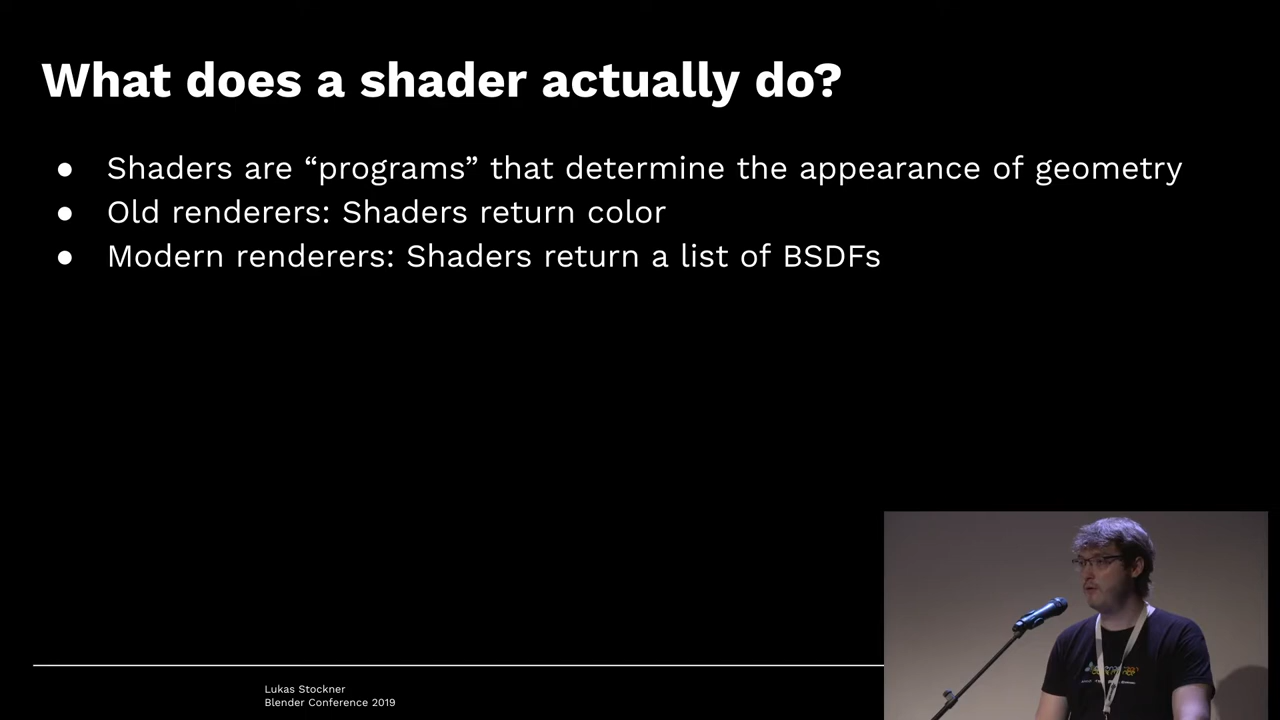 What does a shader actually do?
● Shaders are “programs” that determine the appearance of geometry
● Old renderers: Shaders return color
● Modern renderers: Shaders return a list of BSDFs
Lukas Stockner
Blender Conference 2019